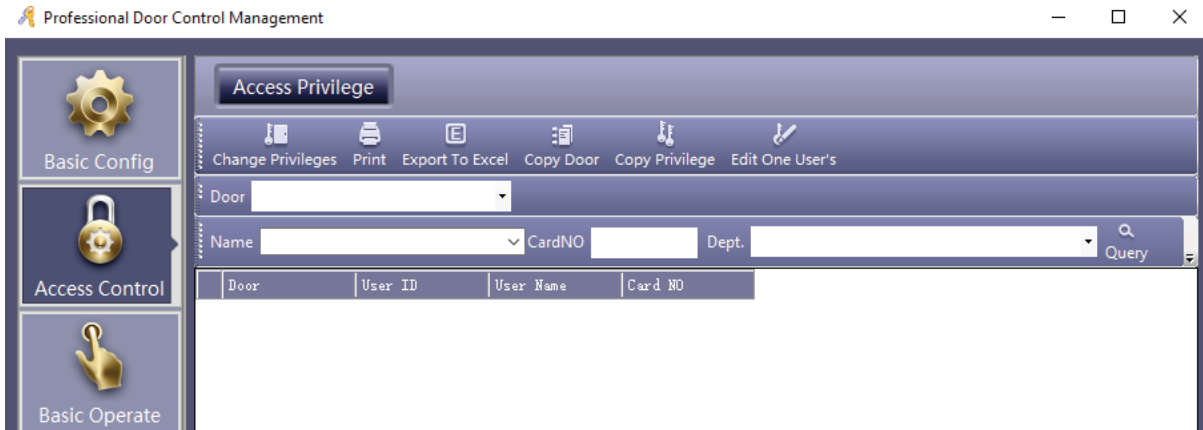 Professional Door Control Management
Access Privilege
Basic Config
Change Privileges Print Export To Excel Copy Door Copy Privilege Edit One User's
Door
Name CardNO Dept. Query
Access Control
Door User ID User Name Card NO
Basic Operate